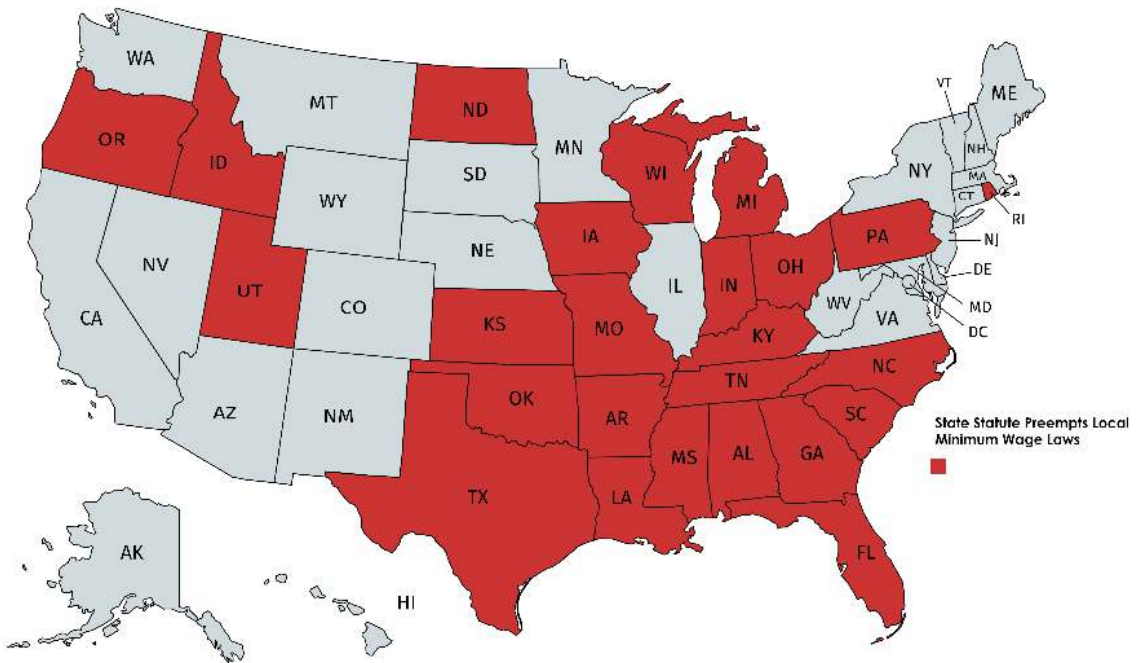 WA
MT
ND
MN
VT
ME
OR
ID
SD
WI
MI
NY
NH
MA
CT
RI
WY
IA
PA
NJ
NE
NV
UT
CO
IL
IN
OH
DE
MD
DC
WV
VA
CA
KS
MO
KY
AZ
NM
OK
AR
TN
NC
SC
MS
AL
GA
TX
LA
FL
State Statute Preempts Local
Minimum Wage Laws
AK
HI